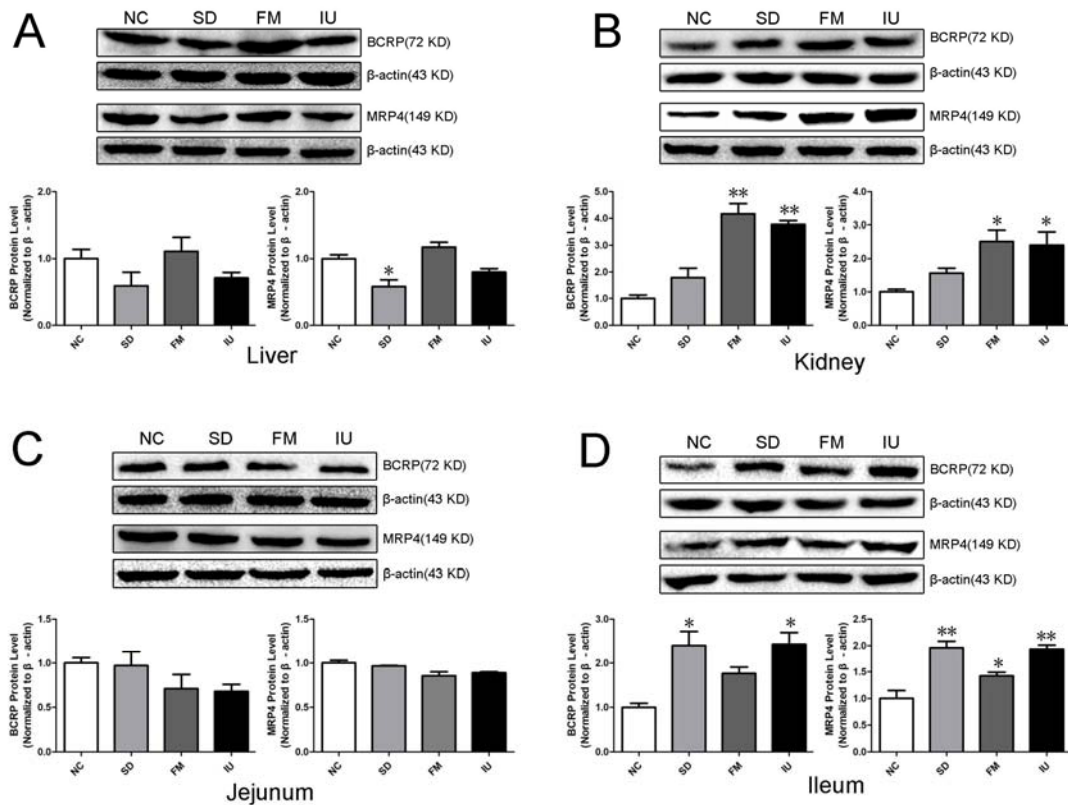 A
NC SD FM IU
BCRP(72 KD)
β-actin(43 KD)
MRP4(149 KD)
β-actin(43 KD)
BCRP Protein Level
(Normalized to β - actin)
2.0
1.5
1.0
0.5
0.0
NC SD FM IU
MRP4 Protein Level
(Normalized to β - actin)
2.0
1.5
1.0
0.5
0.0
*
NC SD FM IU
Liver
B
NC SD FM IU
BCRP(72 KD)
β-actin(43 KD)
MRP4(149 KD)
β-actin(43 KD)
BCRP Protein Level
(Normalized to β - actin)
5.0
4.0
3.0
2.0
1.0
0.0
** **
NC SD FM IU
MRP4 Protein Level
(Normalized to β - actin)
4.0
3.0
2.0
1.0
0.0
* *
NC SD FM IU
Kidney
C
NC SD FM IU
BCRP(72 KD)
β-actin(43 KD)
MRP4(149 KD)
β-actin(43 KD)
BCRP Protein Level
(Normalized to β - actin)
1.5
1.0
0.5
0.0
NC SD FM IU
MRP4 Protein Level
(Normalized to β - actin)
1.5
1.0
0.5
0.0
NC SD FM IU
Jejunum
D
NC SD FM IU
BCRP(72 KD)
β-actin(43 KD)
MRP4(149 KD)
β-actin(43 KD)
BCRP Protein Level
(Normalized to β - actin)
3.0
2.0
1.0
0.0
* *
NC SD FM IU
MRP4 Protein Level
(Normalized to β - actin)
2.5
2.0
1.5
1.0
0.5
0.0
** * **
NC SD FM IU
Ileum